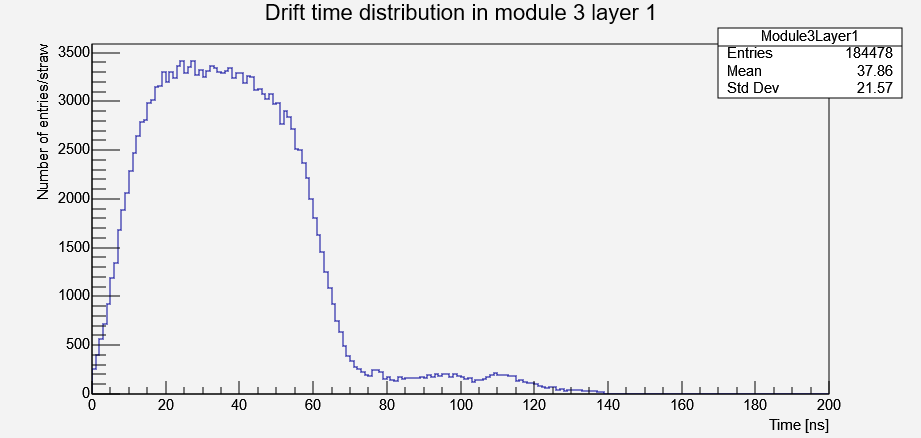 Drift time distribution in module 3 layer 1
Module3Layer1
Entries 184478
Mean 37.86
Std Dev 21.57
Number of entries/straw
3500
3000
2500
2000
1500
1000
500
0
0 20 40 60 80 100 120 140 160 180 200
Time [ns]